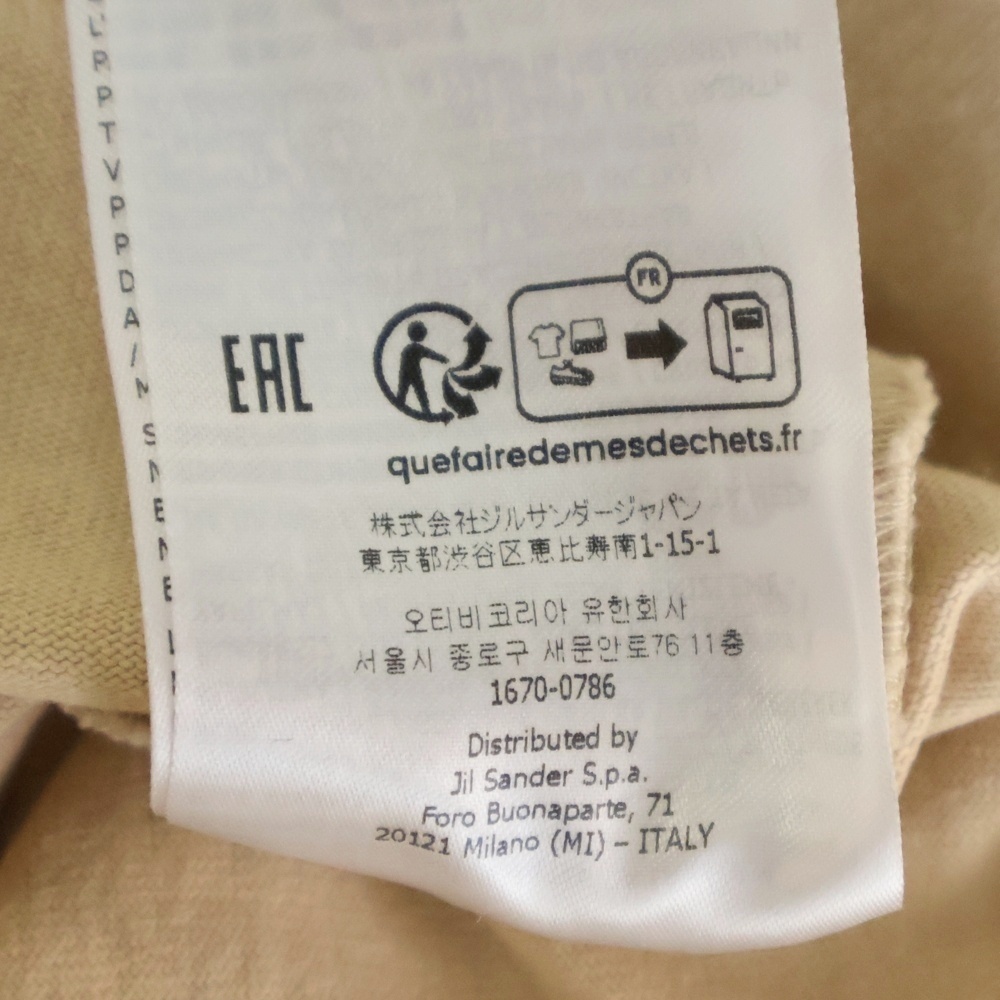 EAC
FR
quefairedemesdechets.fr
株式会社ジルサンダージャパン
東京都渋谷区恵比寿南1-15-1
오티비코리아 유한회사
서울시 종로구 새문안로76 11층
1670-0786
Distributed by
Jil Sander S.p.a.
Foro Buonaparte, 71
20121 Milano (MI) – ITALY